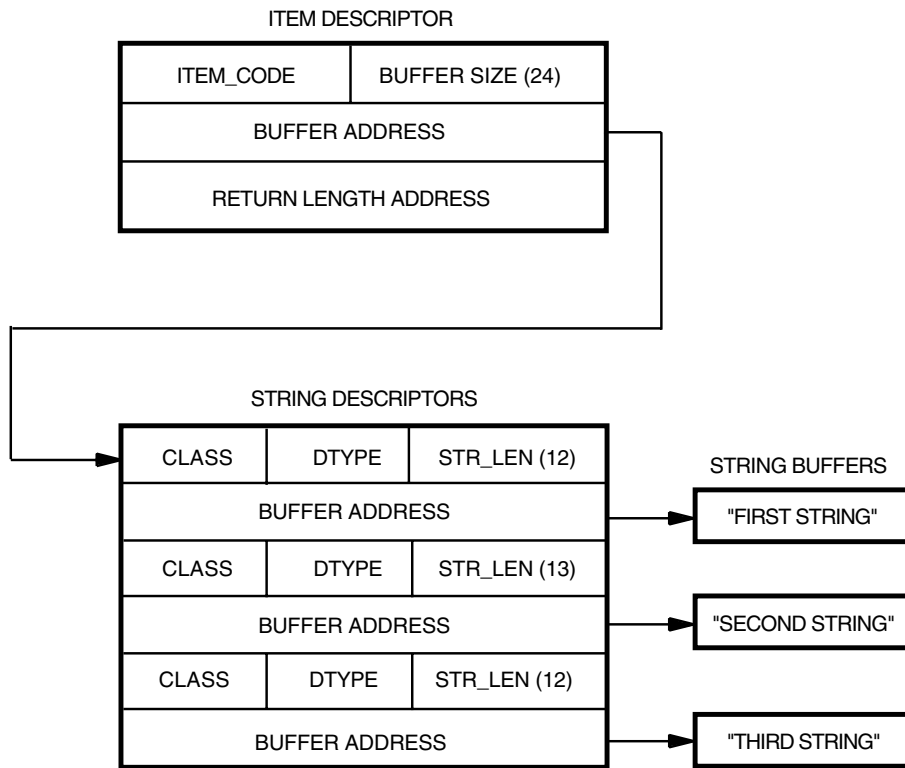 ITEM DESCRIPTOR
ITEM_CODE BUFFER SIZE (24)
BUFFER ADDRESS
RETURN LENGTH ADDRESS
STRING DESCRIPTORS
CLASS DTYPE STR_LEN (12)
STRING BUFFERS
BUFFER ADDRESS "FIRST STRING"
CLASS DTYPE STR_LEN (13)
BUFFER ADDRESS "SECOND STRING"
CLASS DTYPE STR_LEN (12)
BUFFER ADDRESS "THIRD STRING"